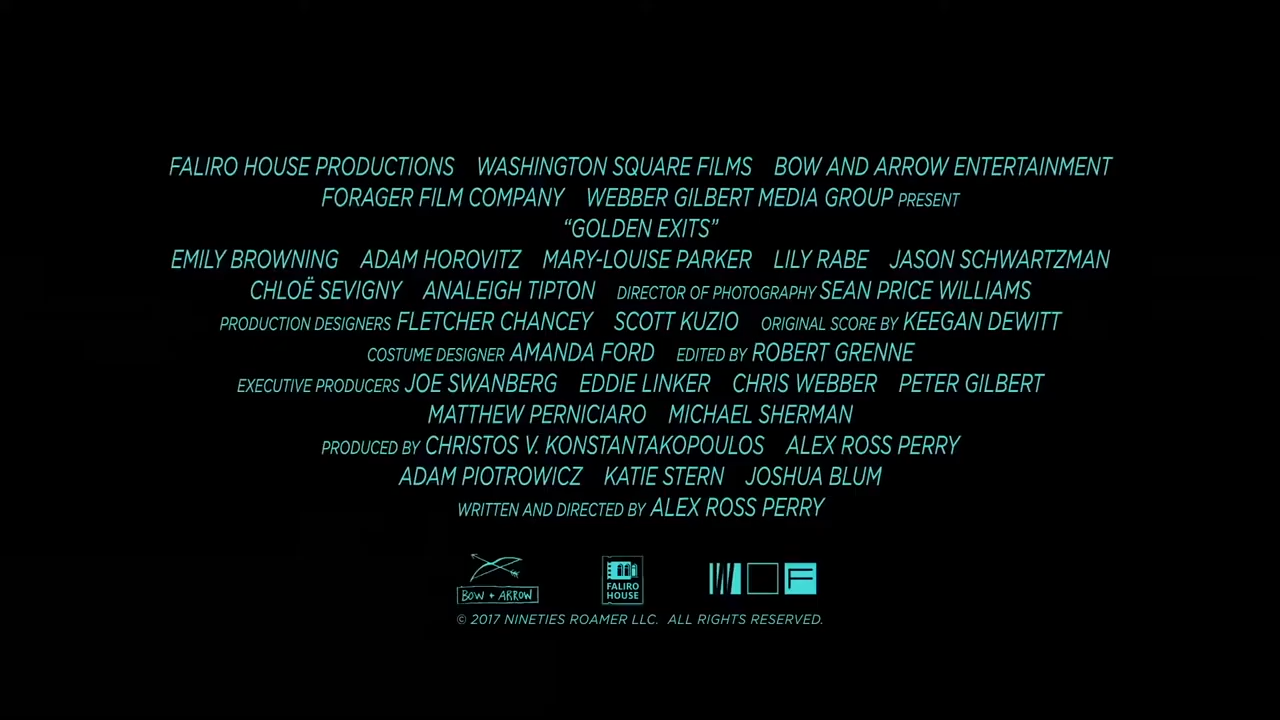 FALIRO HOUSE PRODUCTIONS WASHINGTON SQUARE FILMS BOW AND ARROW ENTERTAINMENT
FORAGER FILM COMPANY WEBBER GILBERT MEDIA GROUP PRESENT
“GOLDEN EXITS”
EMILY BROWNING ADAM HOROVITZ MARY-LOUISE PARKER LILY RABE JASON SCHWARTZMAN
CHLOË SEVIGNY ANALEIGH TIPTON DIRECTOR OF PHOTOGRAPHY SEAN PRICE WILLIAMS
PRODUCTION DESIGNERS FLETCHER CHANCEY SCOTT KUZIO ORIGINAL SCORE BY KEEGAN DEWITT
COSTUME DESIGNER AMANDA FORD EDITED BY ROBERT GRENNE
EXECUTIVE PRODUCERS JOE SWANBERG EDDIE LINKER CHRIS WEBBER PETER GILBERT
MATTHEW PERNICIARO MICHAEL SHERMAN
PRODUCED BY CHRISTOS V. KONSTANTAKOPOULOS ALEX ROSS PERRY
ADAM PIOTROWICZ KATIE STERN JOSHUA BLUM
WRITTEN AND DIRECTED BY ALEX ROSS PERRY
BOW + ARROW
FALIRO
HOUSE
W F
© 2017 NINETIES ROAMER LLC. ALL RIGHTS RESERVED.